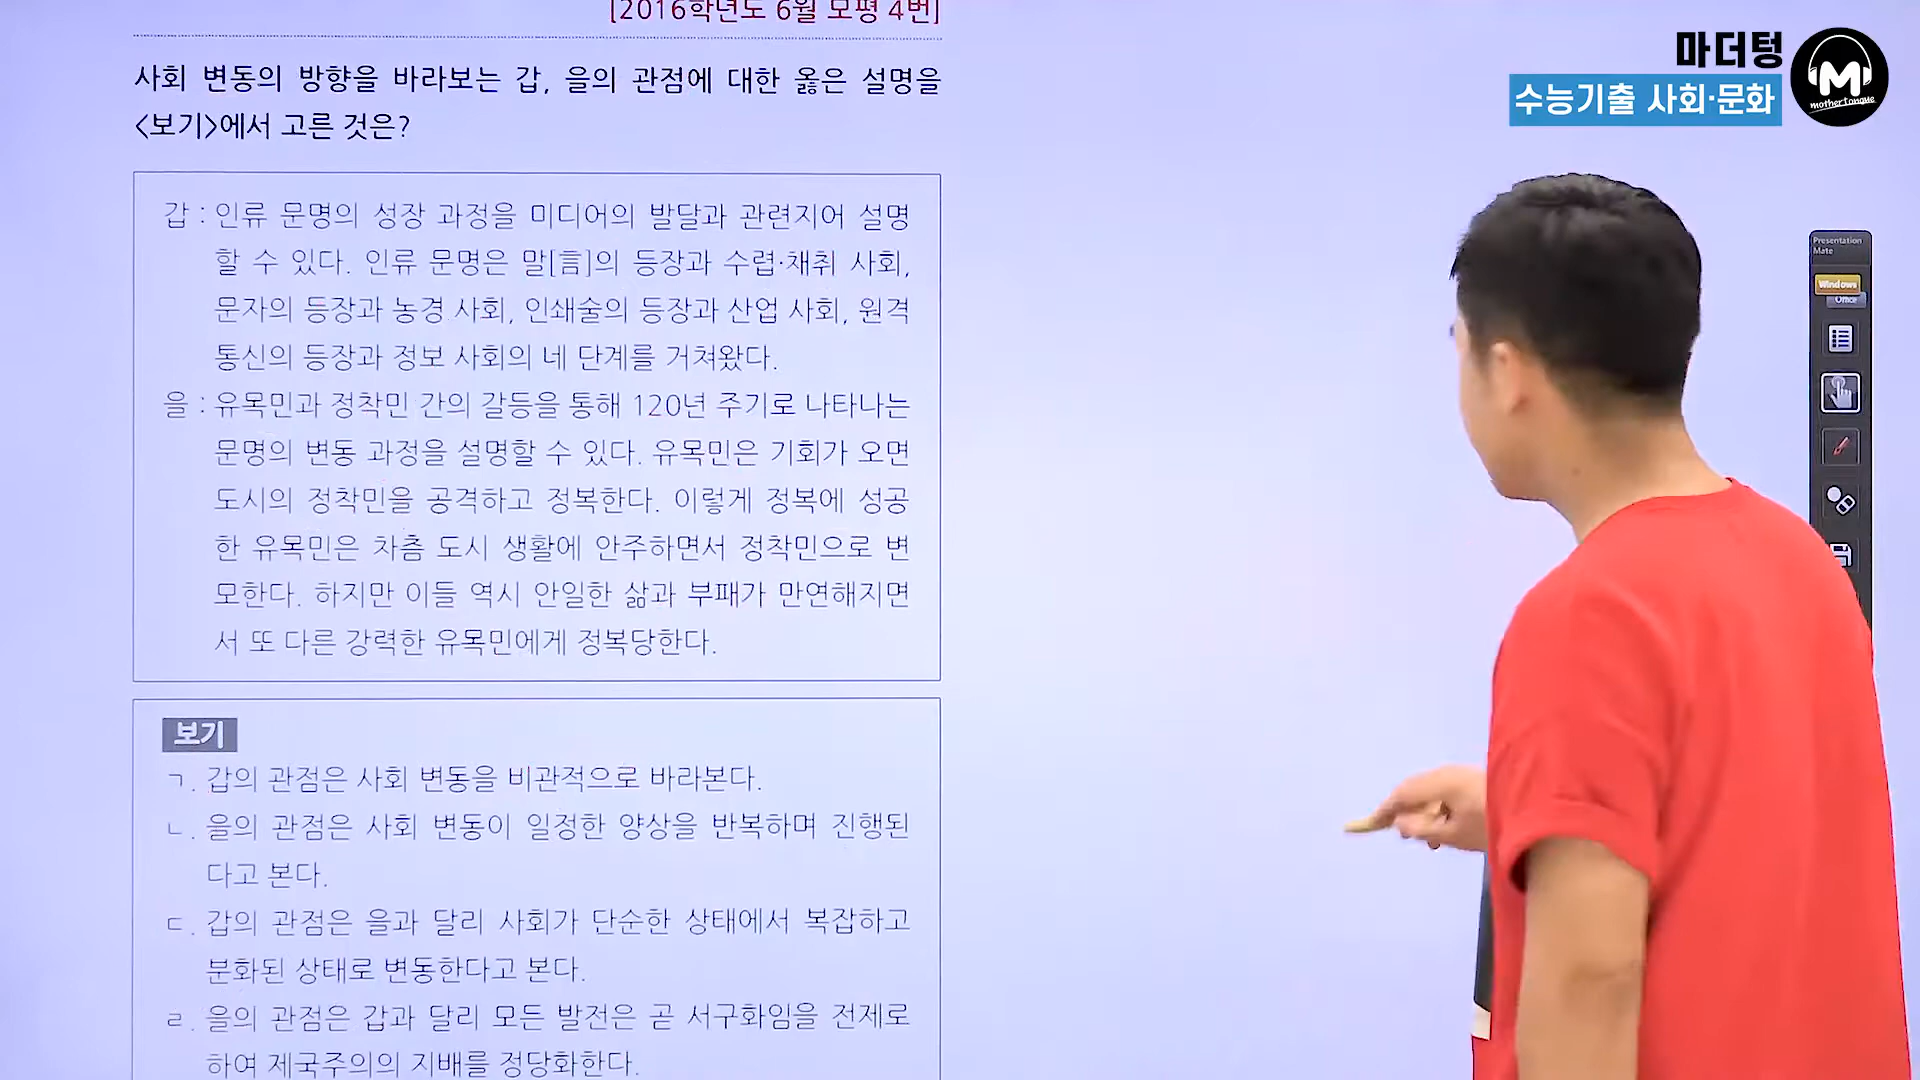 [2016학년도 6월 모평 4번]
사회 변동의 방향을 바라보는 갑, 을의 관점에 대한 옳은 설명을
<보기>에서 고른 것은?
갑 : 인류 문명의 성장 과정을 미디어의 발달과 관련지어 설명
할 수 있다. 인류 문명은 말[言]의 등장과 수렵·채취 사회,
문자의 등장과 농경 사회, 인쇄술의 등장과 산업 사회, 원격
통신의 등장과 정보 사회의 네 단계를 거쳐왔다.
을 : 유목민과 정착민 간의 갈등을 통해 120년 주기로 나타나는
문명의 변동 과정을 설명할 수 있다. 유목민은 기회가 오면
도시의 정착민을 공격하고 정복한다. 이렇게 정복에 성공
한 유목민은 차츰 도시 생활에 안주하면서 정착민으로 변
모한다. 하지만 이들 역시 안일한 삶과 부패가 만연해지면
서 또 다른 강력한 유목민에게 정복당한다.
보기
ㄱ. 갑의 관점은 사회 변동을 비관적으로 바라본다.
ㄴ. 을의 관점은 사회 변동이 일정한 양상을 반복하며 진행된
다고 본다.
ㄷ. 갑의 관점은 을과 달리 사회가 단순한 상태에서 복잡하고
분화된 상태로 변동한다고 본다.
ㄹ. 을의 관점은 갑과 달리 모든 발전은 곧 서구화임을 전제로
하여 제국주의의 지배를 정당화한다.
마더텅
수능기출 사회·문화
M
mothertongue
Presentation
Mate
Windows
Office